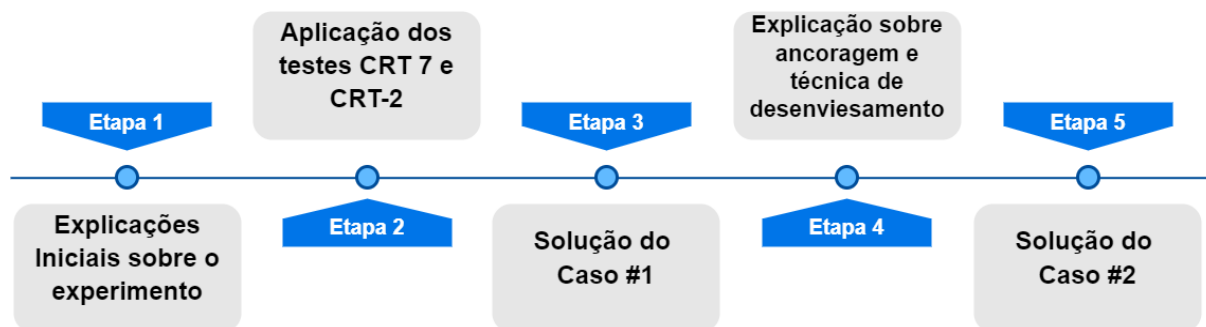 Etapa 1
Explicações
Iniciais sobre o
experimento
Aplicação dos
testes CRT 7 e
CRT-2
Etapa 2
Etapa 3
Solução do
Caso #1
Explicação sobre
ancoragem e
técnica de
desenviesamento
Etapa 4
Etapa 5
Solução do
Caso #2